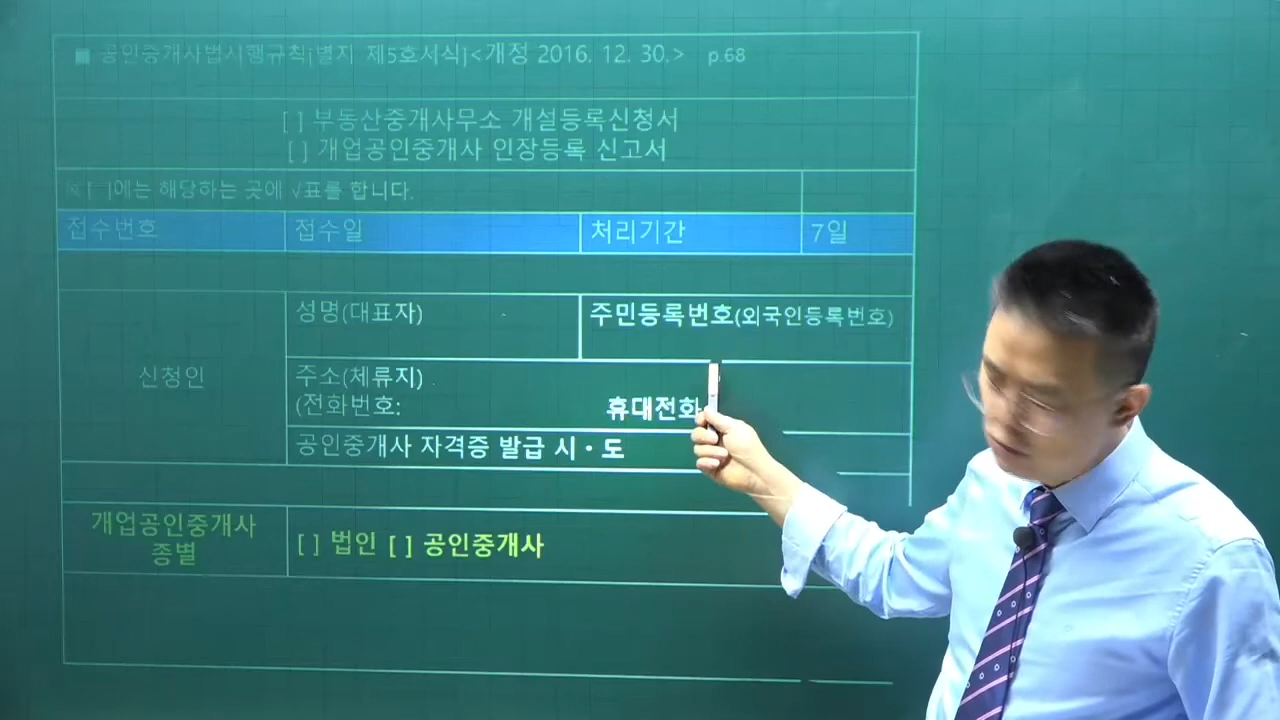 ■ 공인중개사법시행규칙[별지 제5호서식]<개정 2016. 12. 30.> p.68
[ ] 부동산중개사무소 개설등록신청서
[ ] 개업공인중개사 인장등록 신고서
※ [ ]에는 해당하는 곳에 √표를 합니다.
접수번호 접수일 처리기간 7일
성명(대표자) 주민등록번호(외국인등록번호)
신청인
주소(체류지)
(전화번호: 휴대전화
공인중개사 자격증 발급 시·도
개업공인중개사
종별
[ ] 법인 [ ] 공인중개사